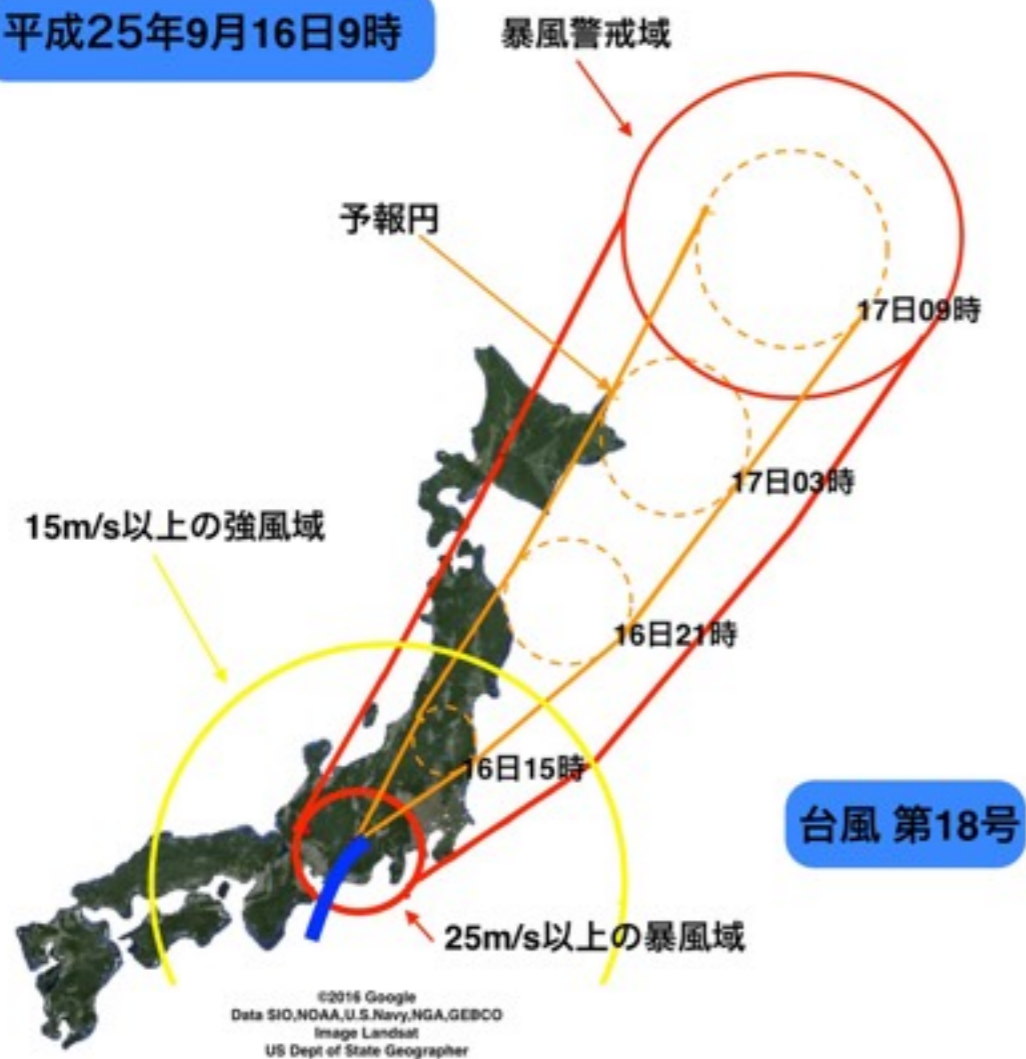 平成25年9月16日9時
暴風警戒域
予報円
17日09時
17日03時
15m/s以上の強風域
16日21時
16日15時
台風 第18号
25m/s以上の暴風域
©2016 Google
Data SIO,NOAA,U.S.Navy,NGA,GEBCO
Image Landsat
US Dept of State Geographer